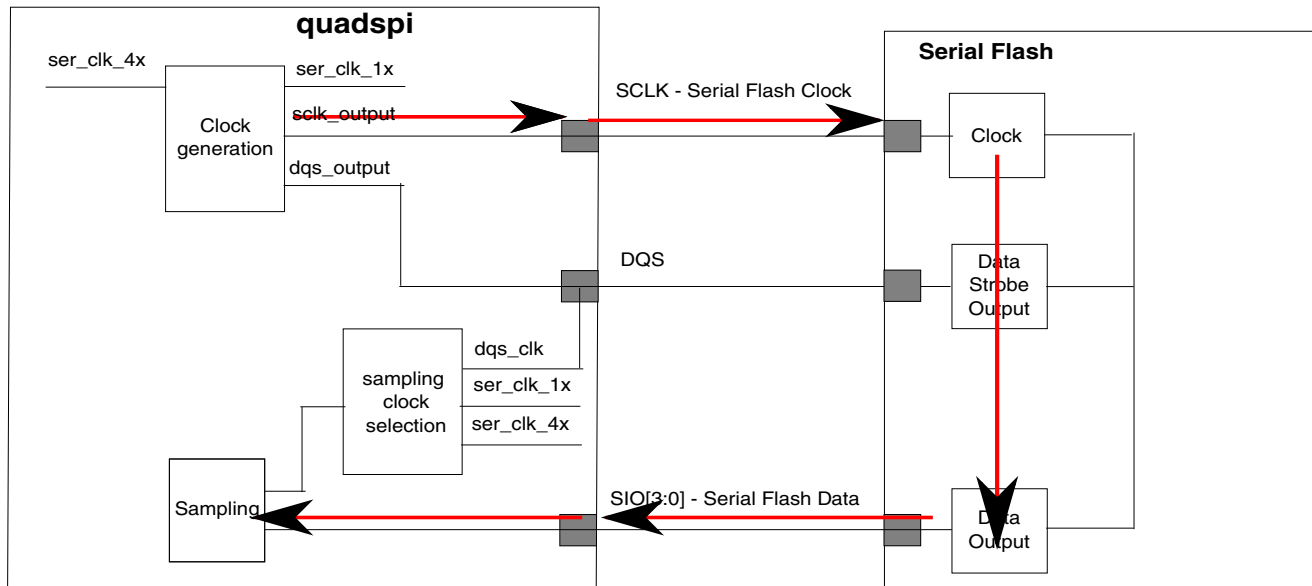 quadspi
Serial Flash
ser_clk_4x
ser_clk_1x
SCLK - Serial Flash Clock
sclk_output
Clock
generation
Clock
dqs_output
DQS
Data
Strobe
Output
dqs_clk
sampling
clock
selection
ser_clk_1x
ser_clk_4x
SIO[3:0] - Serial Flash Data
Sampling
Data
Output